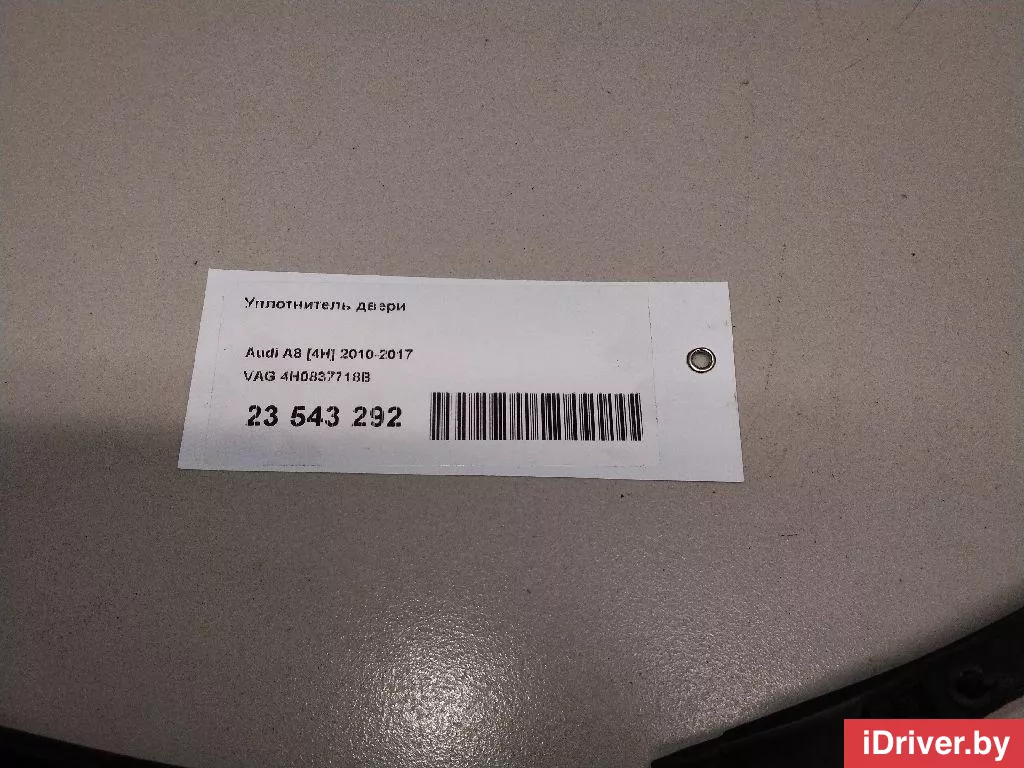 Уплотнитель двери
Audi A8 [4H] 2010-2017
VAG 4H0837718B
23 543 292
iDriver.by